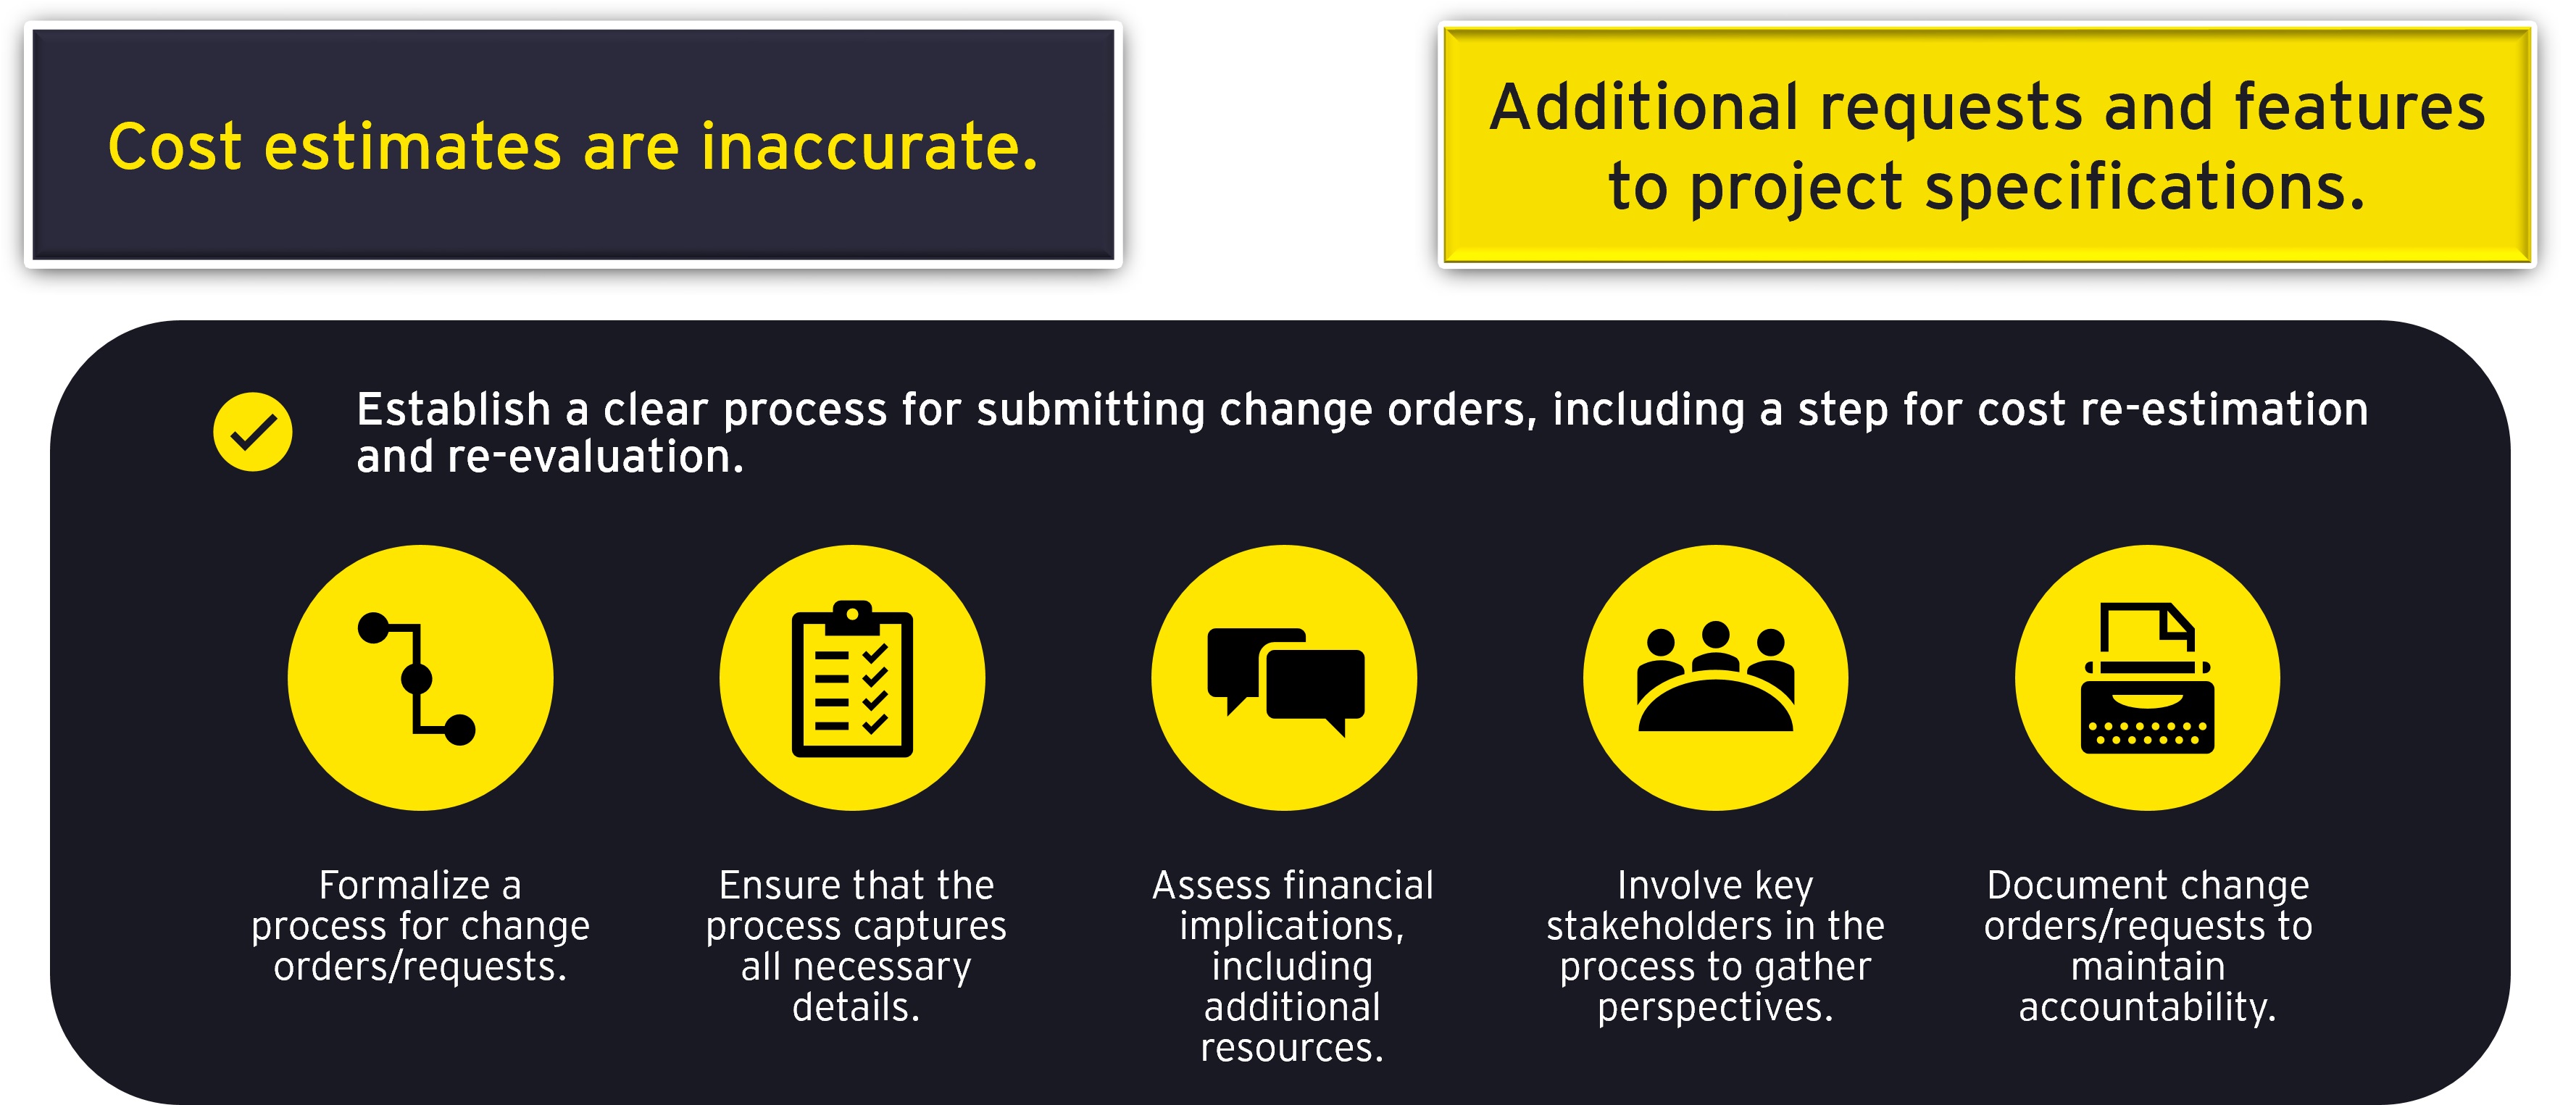 Cost estimates are inaccurate.
Additional requests and features
to project specifications.
Establish a clear process for submitting change orders, including a step for cost re-estimation
and re-evaluation.
Formalize a
process for change
orders/requests.
Ensure that the
process captures
all necessary
details.
Assess financial
implications,
including
additional
resources.
Involve key
stakeholders in the
process to gather
perspectives.
Document change
orders/requests to
maintain
accountability.